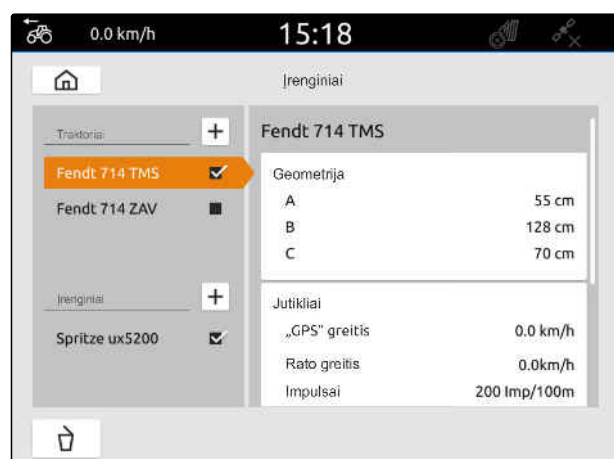 0.0 km/h
15:18
Įrenginiai
Traktoriai
Fendt 714 TMS
Fendt 714 ZAV
Įrenginiai
Spritze ux5200
Fendt 714 TMS
Geometrija
A 55 cm
B 128 cm
C 70 cm
Jutikliai
„GPS” greitis 0.0 km/h
Rato greitis 0.0km/h
Impulsai 200 Imp/100m